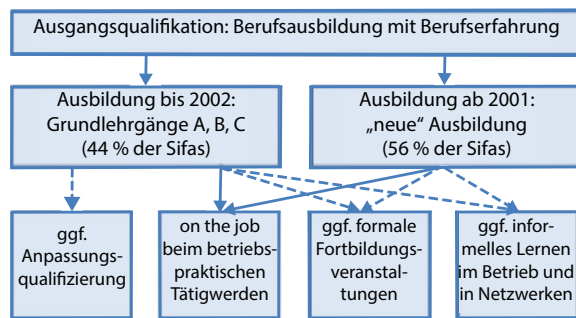 Ausgangsqualifikation: Berufsausbildung mit Berufserfahrung
Ausbildung bis 2002:
Grundlehrgänge A, B, C
(44 % der Sifas)
Ausbildung ab 2001:
„neue“ Ausbildung
(56 % der Sifas)
ggf.
Anpassungs-
qualifizierung
on the job
beim betriebs-
praktischen
Tätigwerden
ggf. formale
Fortbildungs-
veranstal-
tungen
ggf. infor-
melles Lernen
im Betrieb und
in Netzwerken